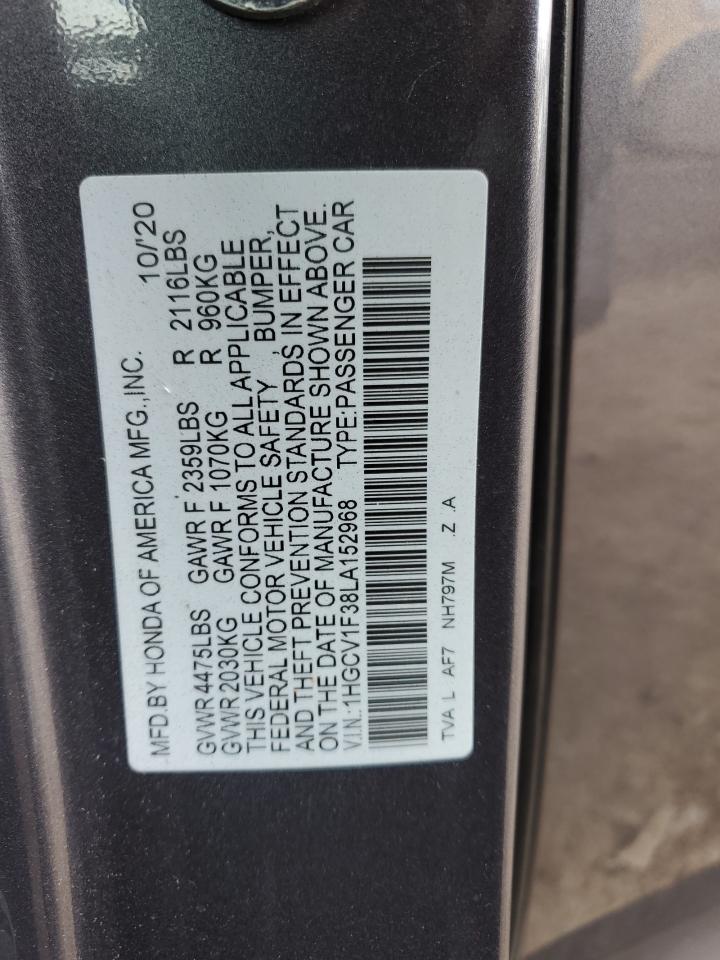 MFD.BY HONDA OF AMERICA MFG.,INC. 10/'20
GVWR 4475LBS GAWR F 2359LBS R 2116LBS
GVWR 2030KG GAWR F 1070KG R 960KG
THIS VEHICLE CONFORMS TO ALL APPLICABLE
FEDERAL MOTOR VEHICLE SAFETY , BUMPER,
AND THEFT PREVENTION STANDARDS, IN EFFECT
ON THE DATE OF MANUFACTURE SHOWN ABOVE.
V.I.N.:1HGCV1F38LA152968 TYPE:PASSENGER CAR
TVA L AF7 NH797M .Z .A